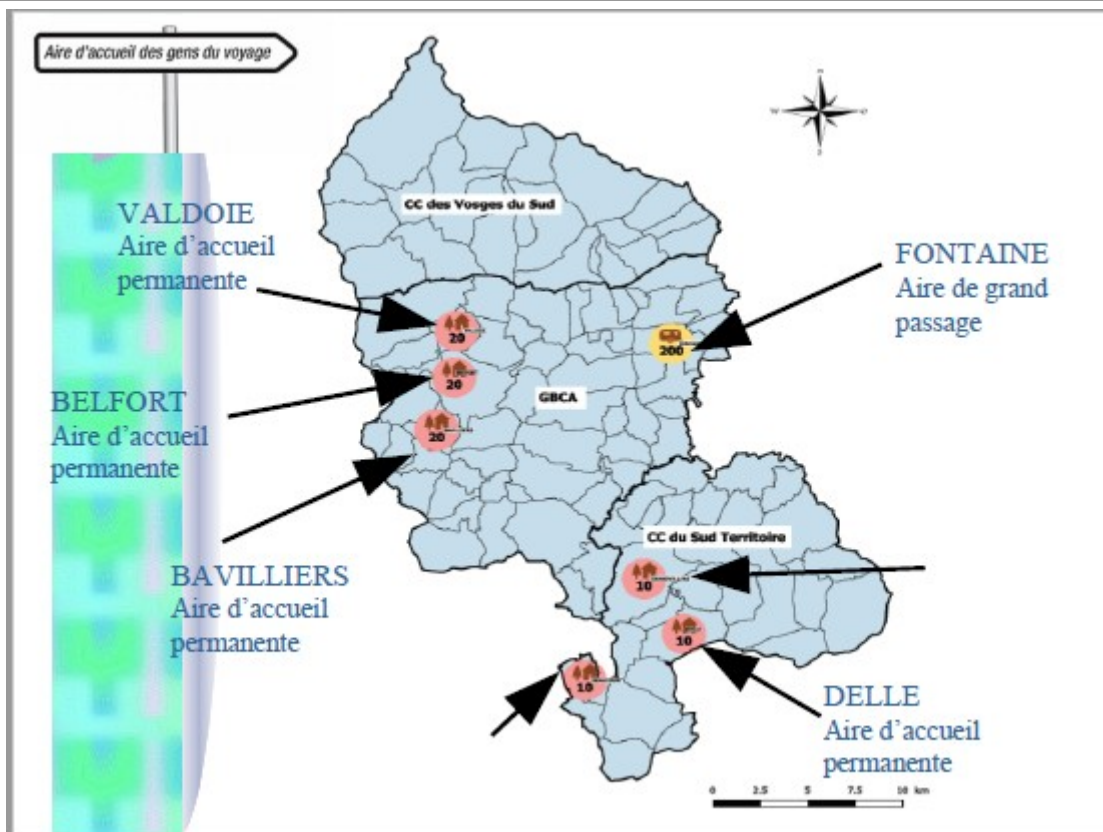 Aire d'accueil des gens du voyage
N
W
S
CC des Vosges du Sud
VALDOIE
Aire d'accueil
permanente
FONTAINE
Aire de grand
passage
20
200
BELFORT
Aire d'accueil
permanente
20
GBCA
20
BAVILLIERS
Aire d'accueil
permanente
CC du Sud Territoire
10
10
10
DELLE
Aire d'accueil
permanente
0 2.5 5 7.5 10 km